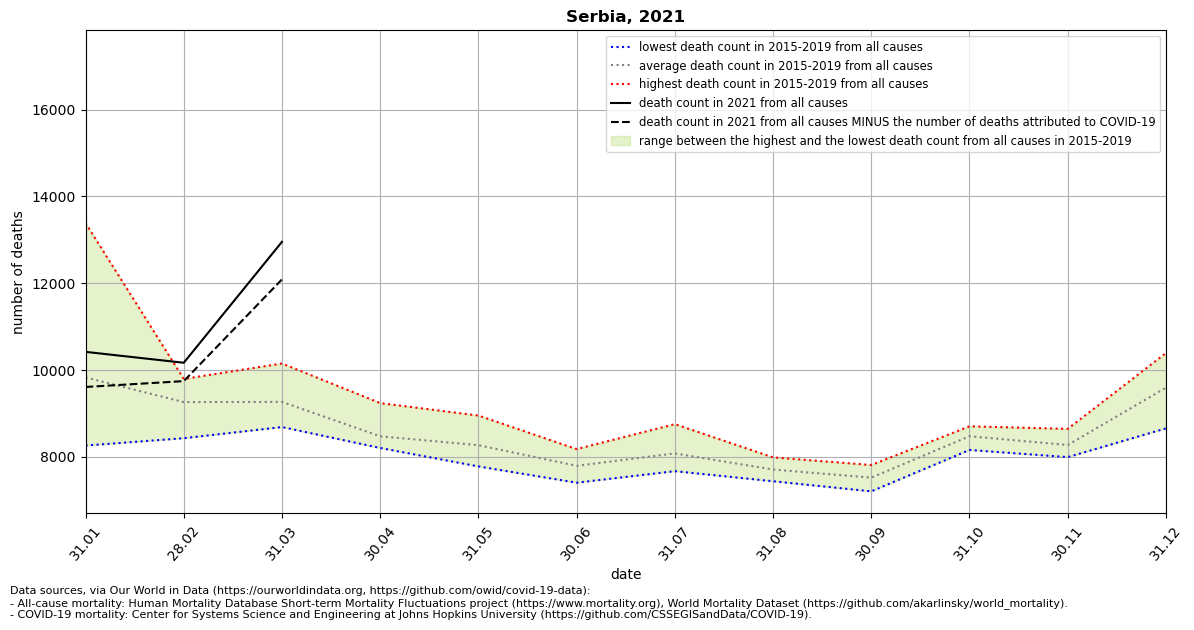 Serbia, 2021
lowest death count in 2015-2019 from all causes
average death count in 2015-2019 from all causes
highest death count in 2015-2019 from all causes
death count in 2021 from all causes
death count in 2021 from all causes MINUS the number of deaths attributed to COVID-19
range between the highest and the lowest death count from all causes in 2015-2019
number of deaths
16000
14000
12000
10000
8000
31.01 28.02 31.03 30.04 31.05 30.06 31.07 31.08 30.09 31.10 30.11 31.12
date
Data sources, via Our World in Data (https://ourworldindata.org, https://github.com/owid/covid-19-data):
- All-cause mortality: Human Mortality Database Short-term Mortality Fluctuations project (https://www.mortality.org), World Mortality Dataset (https://github.com/akarlinsky/world_mortality).
- COVID-19 mortality: Center for Systems Science and Engineering at Johns Hopkins University (https://github.com/CSSEGISandData/COVID-19).